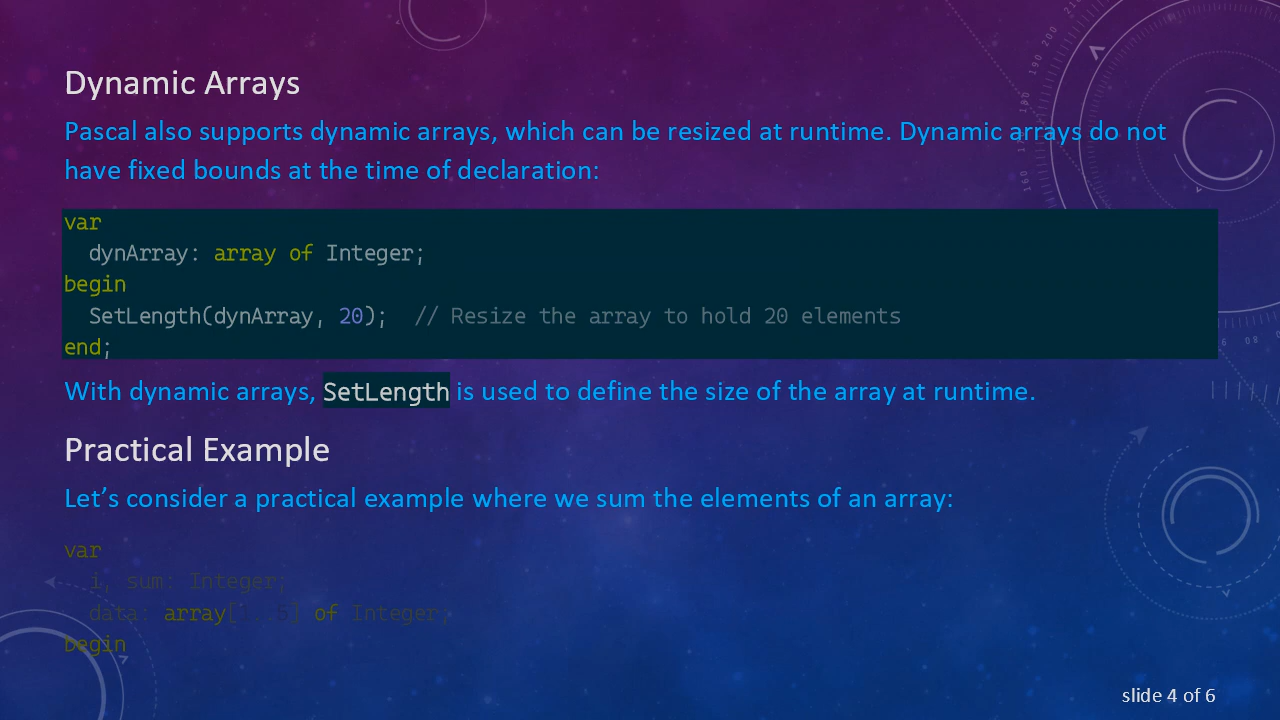 Dynamic Arrays
Pascal also supports dynamic arrays, which can be resized at runtime. Dynamic arrays do not
have fixed bounds at the time of declaration:
var
  dynArray: array of Integer;
begin
  SetLength(dynArray, 20);  // Resize the array to hold 20 elements
end;
With dynamic arrays, SetLength is used to define the size of the array at runtime.
Practical Example
Let’s consider a practical example where we sum the elements of an array:
var
  i, sum: Integer;
  data: array[1..5] of Integer;
begin
slide 4 of 6